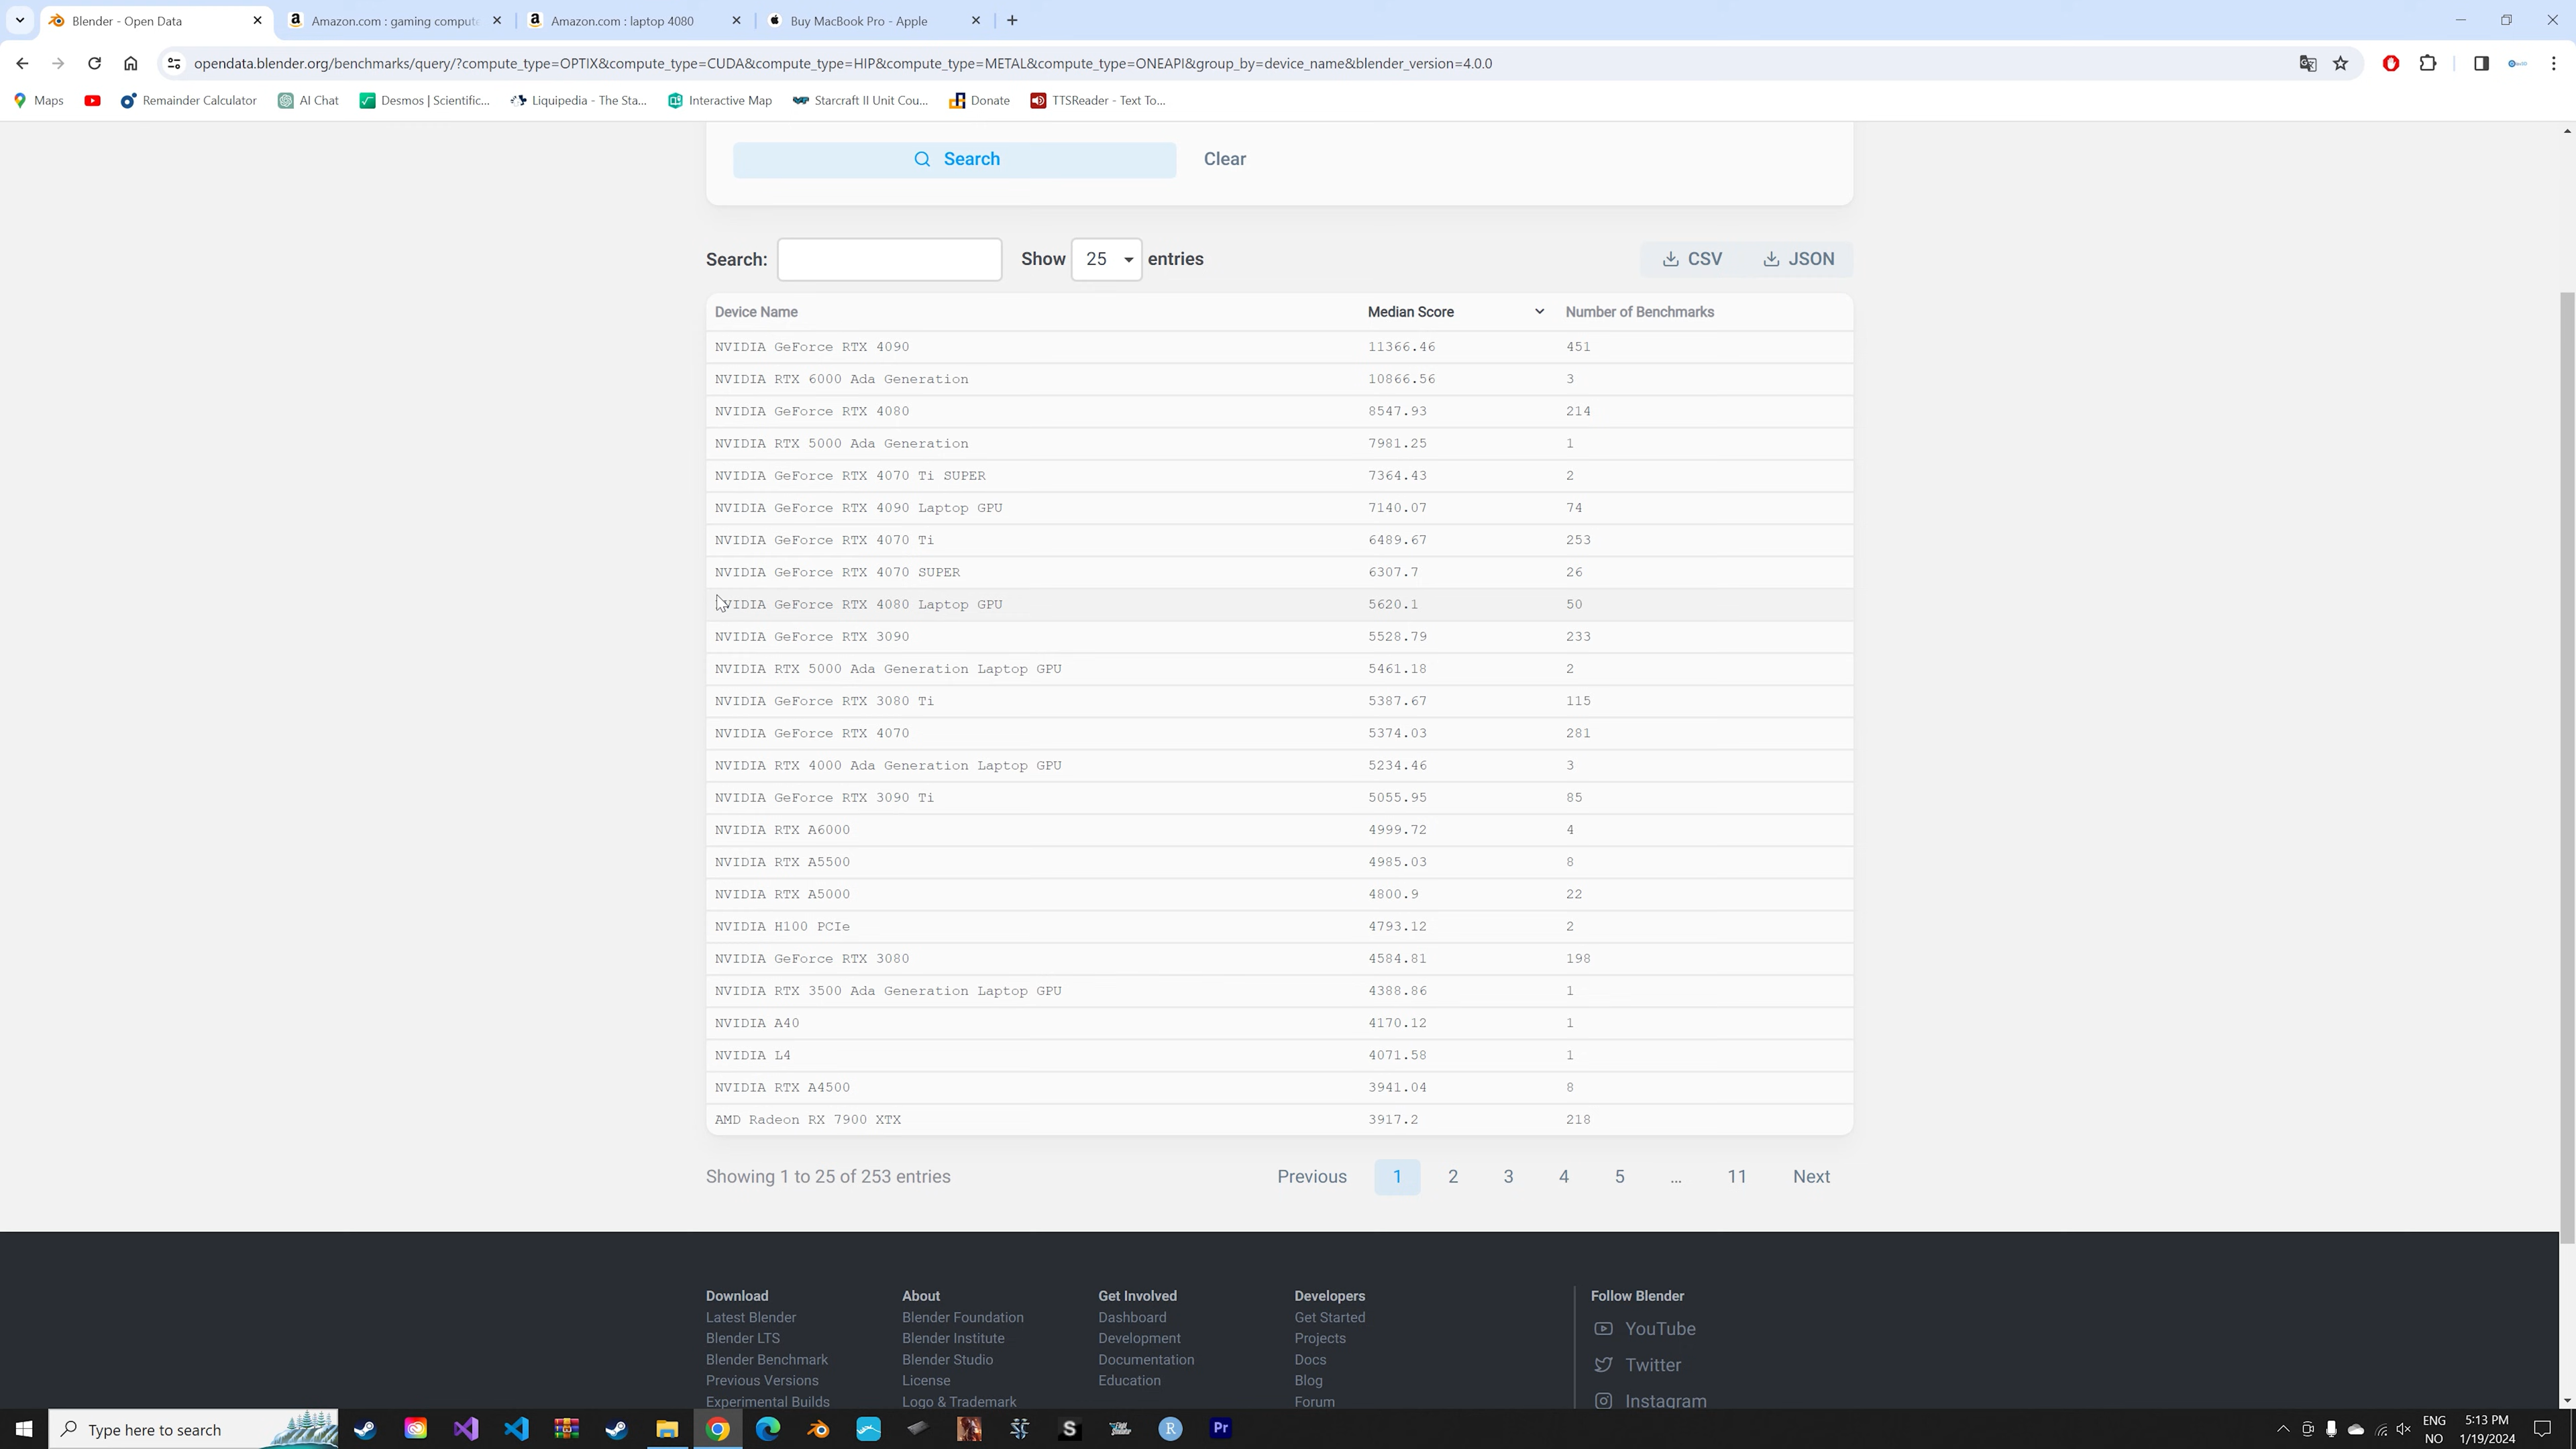 Blender - Open Data
Amazon.com : gaming compute
Amazon.com : laptop 4080
Buy MacBook Pro - Apple
opendata.blender.org/benchmarks/query/?compute_type=OPTIX&compute_type=CUDA&compute_type=HIP&compute_type=METAL&compute_type=ONEAPI&group_by=device_name&blender_version=4.0.0
Maps
Remainder Calculator
AI Chat
Desmos | Scientific...
Liquipedia - The Sta...
Interactive Map
Starcraft II Unit Cou...
Donate
TTSReader - Text To...
Search Clear
Search: Show 25 entries CSV JSON
Device Name Median Score Number of Benchmarks
NVIDIA GeForce RTX 4090 11366.46 451
NVIDIA RTX 6000 Ada Generation 10866.56 3
NVIDIA GeForce RTX 4080 8547.93 214
NVIDIA RTX 5000 Ada Generation 7981.25 1
NVIDIA GeForce RTX 4070 Ti SUPER 7364.43 2
NVIDIA GeForce RTX 4090 Laptop GPU 7140.07 74
NVIDIA GeForce RTX 4070 Ti 6489.67 253
NVIDIA GeForce RTX 4070 SUPER 6307.7 26
NVIDIA GeForce RTX 4080 Laptop GPU 5620.1 50
NVIDIA GeForce RTX 3090 5528.79 233
NVIDIA RTX 5000 Ada Generation Laptop GPU 5461.18 2
NVIDIA GeForce RTX 3080 Ti 5387.67 115
NVIDIA GeForce RTX 4070 5374.03 281
NVIDIA RTX 4000 Ada Generation Laptop GPU 5234.46 3
NVIDIA GeForce RTX 3090 Ti 5055.95 85
NVIDIA RTX A6000 4999.72 4
NVIDIA RTX A5500 4985.03 8
NVIDIA RTX A5000 4800.9 22
NVIDIA H100 PCIe 4793.12 2
NVIDIA GeForce RTX 3080 4584.81 198
NVIDIA RTX 3500 Ada Generation Laptop GPU 4388.86 1
NVIDIA A40 4170.12 1
NVIDIA L4 4071.58 1
NVIDIA RTX A4500 3941.04 8
AMD Radeon RX 7900 XTX 3917.2 218
Showing 1 to 25 of 253 entries Previous 1 2 3 4 5 ... 11 Next
Download
Latest Blender
Blender LTS
Blender Benchmark
Previous Versions
Experimental Builds
About
Blender Foundation
Blender Institute
Blender Studio
License
Logo & Trademark
Get Involved
Dashboard
Development
Documentation
Education
Developers
Get Started
Projects
Docs
Blog
Forum
Follow Blender
YouTube
Twitter
Instagram
Type here to search
S
R
Pr
ENG
NO
5:13 PM
1/19/2024